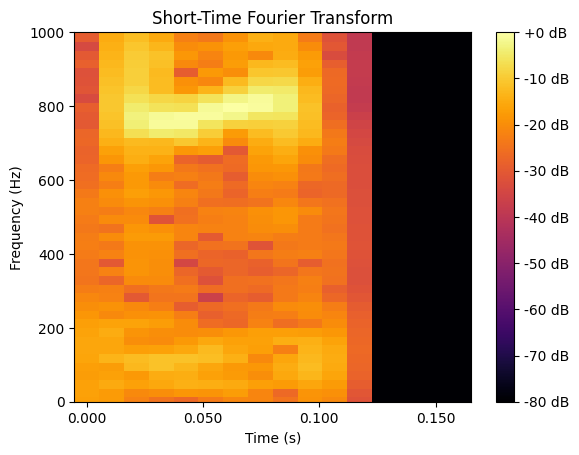 Short-Time Fourier Transform
1000
800
600
400
200
0
Frequency (Hz)
0.000
0.050
0.100
0.150
Time (s)
+0 dB
-10 dB
-20 dB
-30 dB
-40 dB
-50 dB
-60 dB
-70 dB
-80 dB